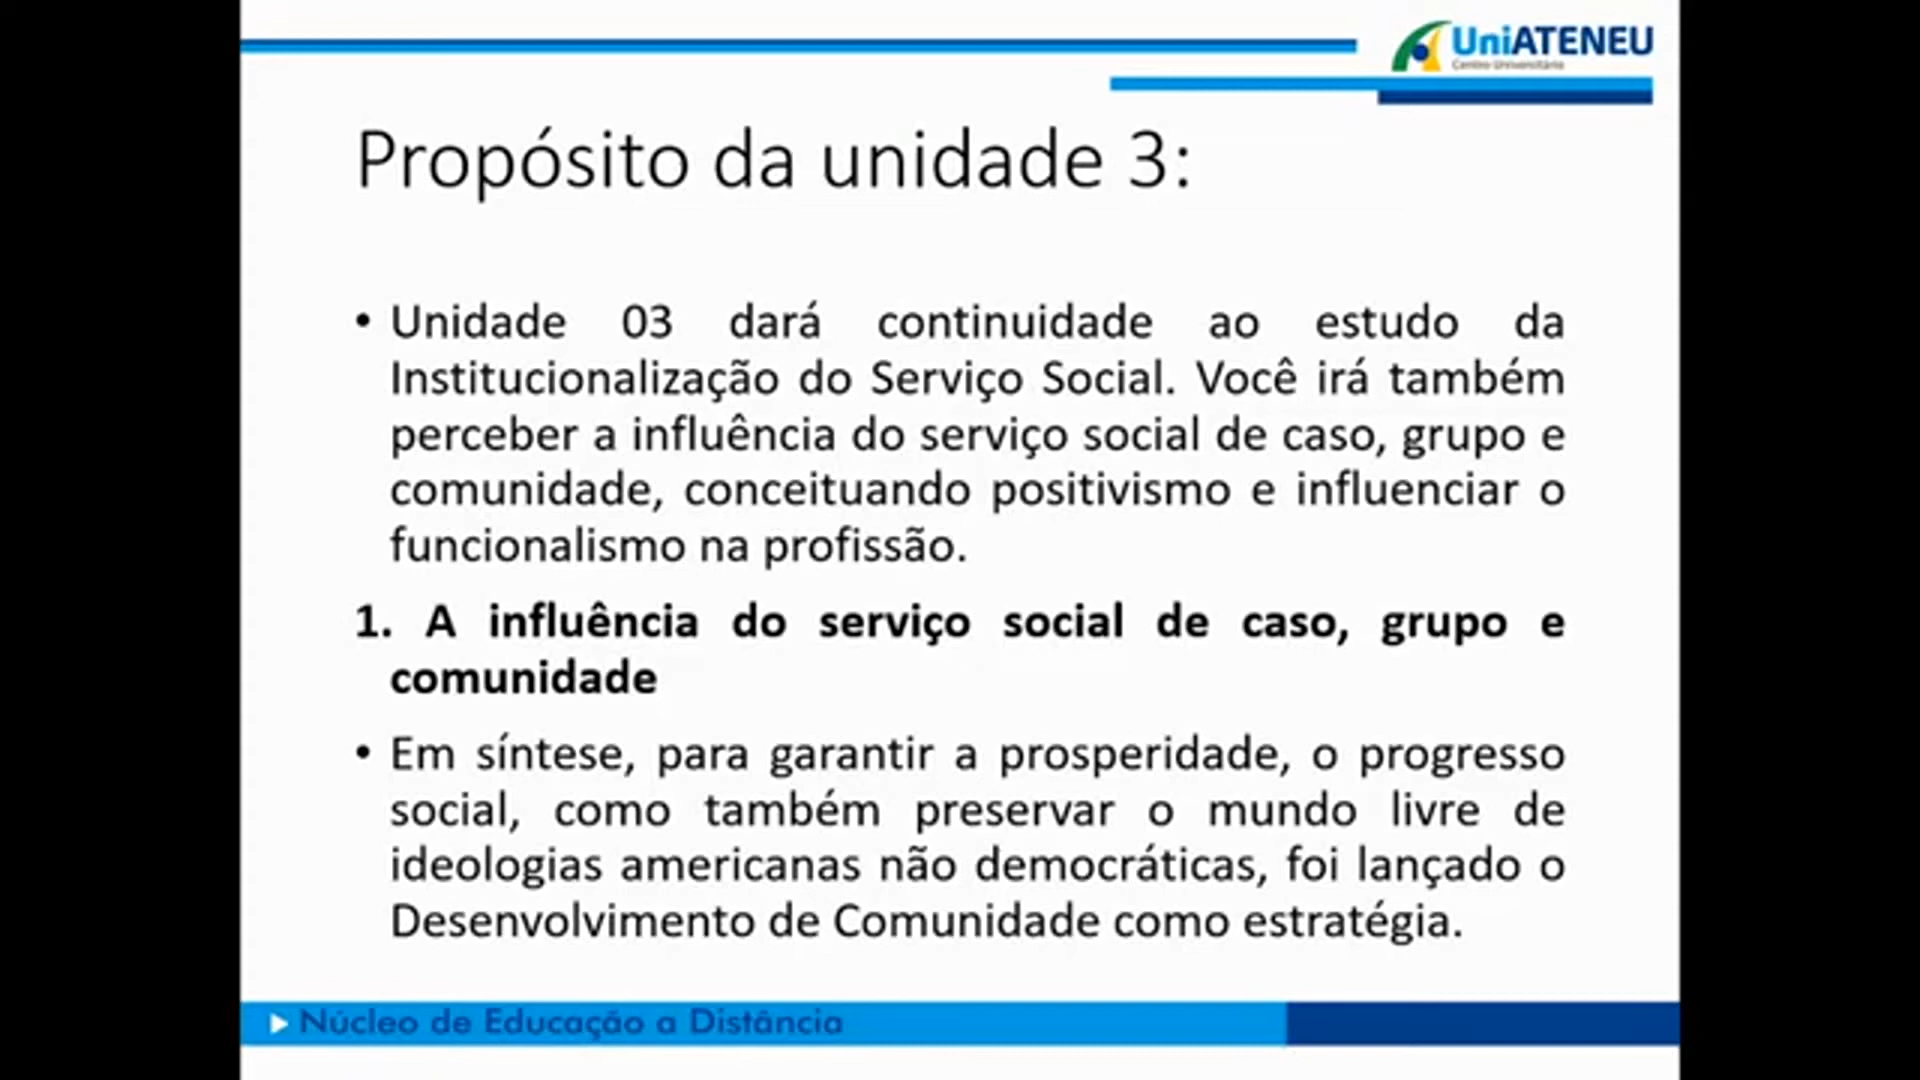 UniATENEU
Centro Universitário
Propósito da unidade 3:
• Unidade 03 dará continuidade ao estudo da
Institucionalização do Serviço Social. Você irá também
perceber a influência do serviço social de caso, grupo e
comunidade, conceituando positivismo e influenciar o
funcionalismo na profissão.
1. A influência do serviço social de caso, grupo e
comunidade
• Em síntese, para garantir a prosperidade, o progresso
social, como também preservar o mundo livre de
ideologias americanas não democráticas, foi lançado o
Desenvolvimento de Comunidade como estratégia.
Núcleo de Educação a Distância